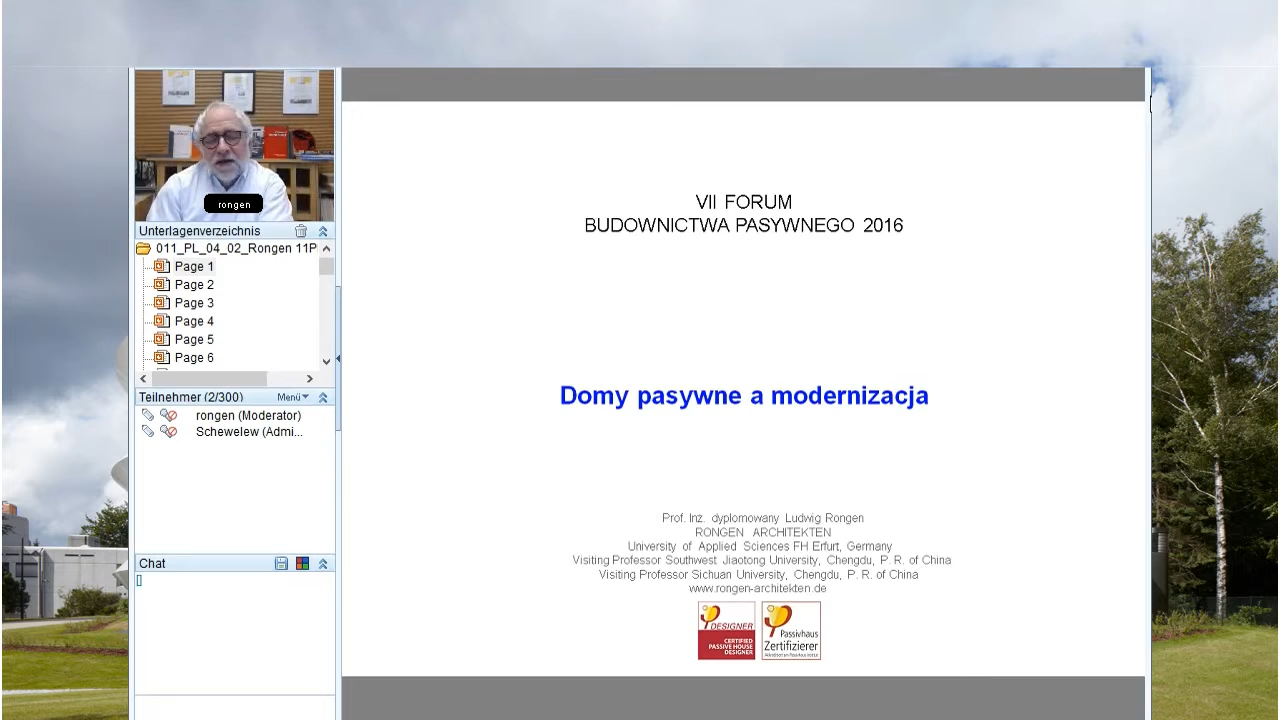 rongen
Unterlagenverzeichnis
011_PL_04_02_Rongen 11P
Page 1
Page 2
Page 3
Page 4
Page 5
Page 6
Teilnehmer (2/300)
Menü
rongen (Moderator)
Schewelew (Admi...
Chat
VII FORUM
BUDOWNICTWA PASYWNEGO 2016
Domy pasywne a modernizacja
Prof. Inż. dyplomowany Ludwig Rongen
RONGEN ARCHITEKTEN
University of Applied Sciences FH Erfurt, Germany
Visiting Professor Southwest Jiaotong University, Chengdu, P. R. of China
Visiting Professor Sichuan University, Chengdu, P. R. of China
www.rongen-architekten.de
DESIGNER
CERTIFIED
PASSIVE HOUSE
DESIGNER
Passivhaus
Zertifizierer